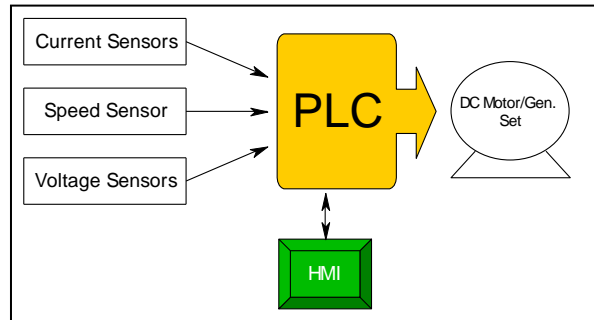 Current Sensors
Speed Sensor
Voltage Sensors
PLC
DC Motor/Gen.
Set
HMI